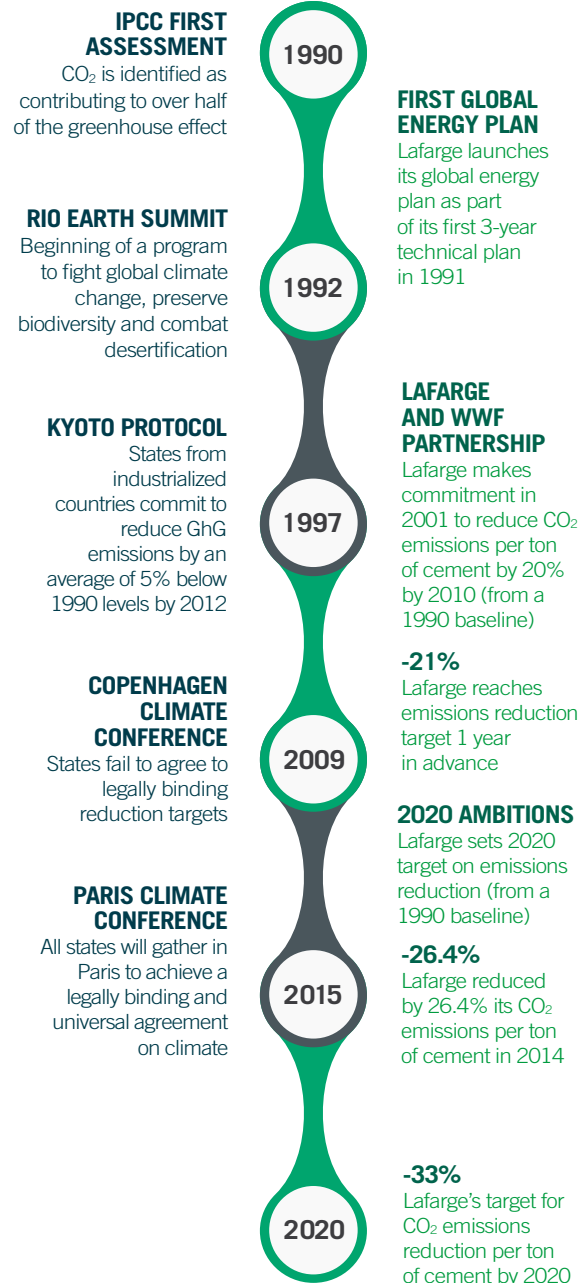 IPCC FIRST
ASSESSMENT
CO₂ is identified as
contributing to over half
of the greenhouse effect
1990
FIRST GLOBAL
ENERGY PLAN
Lafarge launches
its global energy
plan as part
of its first 3-year
technical plan
in 1991
RIO EARTH SUMMIT
Beginning of a program
to fight global climate
change, preserve
biodiversity and combat
desertification
1992
KYOTO PROTOCOL
States from
industrialized
countries commit to
reduce GhG
emissions by an
average of 5% below
1990 levels by 2012
1997
LAFARGE
AND WWF
PARTNERSHIP
Lafarge makes
commitment in
2001 to reduce CO₂
emissions per ton
of cement by 20%
by 2010 (from a
1990 baseline)
COPENHAGEN
CLIMATE
CONFERENCE
States fail to agree to
legally binding
reduction targets
2009
-21%
Lafarge reaches
emissions reduction
target 1 year
in advance
2020 AMBITIONS
Lafarge sets 2020
target on emissions
reduction (from a
1990 baseline)
PARIS CLIMATE
CONFERENCE
All states will gather in
Paris to achieve a
legally binding and
universal agreement
on climate
2015
-26.4%
Lafarge reduced
by 26.4% its CO₂
emissions per ton
of cement in 2014
2020
-33%
Lafarge's target for
CO₂ emissions
reduction per ton
of cement by 2020